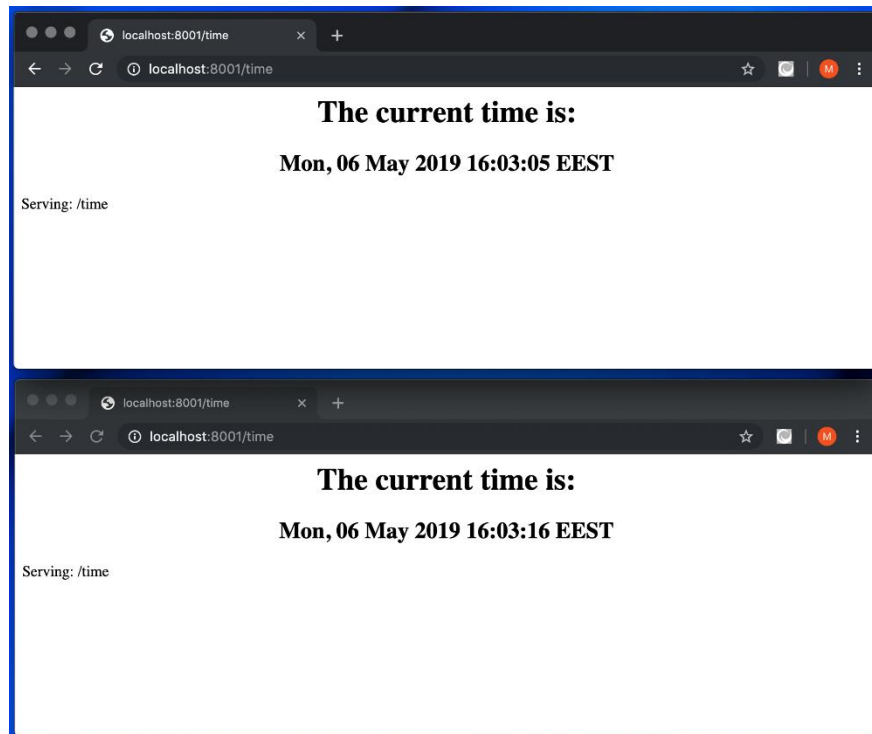 localhost:8001/time
localhost:8001/time
M
The current time is:
Mon, 06 May 2019 16:03:05 EEST
Serving: /time
localhost:8001/time
localhost:8001/time
M
The current time is:
Mon, 06 May 2019 16:03:16 EEST
Serving: /time